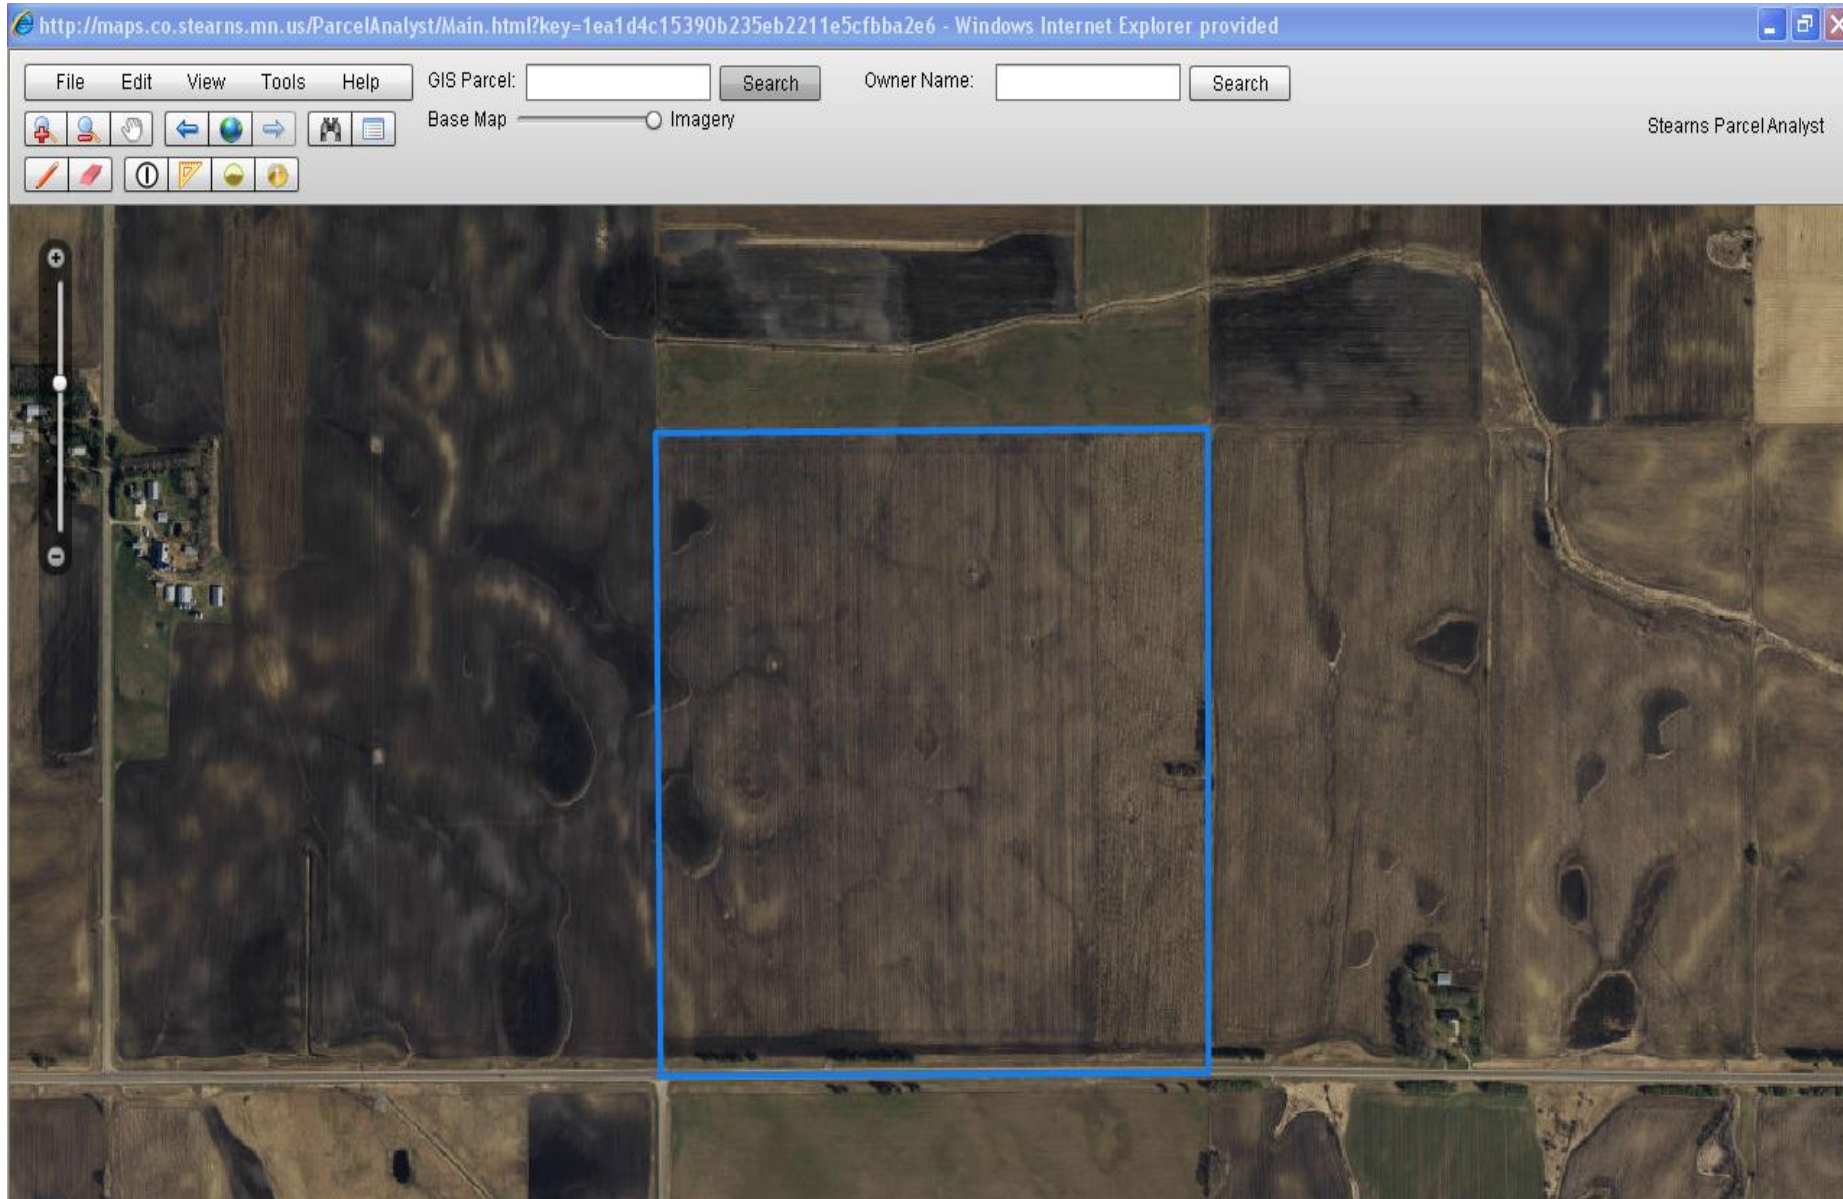 http://maps.co.stearns.mn.us/ParcelAnalyst/Main.html?key=1ea1d4c15390b235eb2211e5cfbba2e6 - Windows Internet Explorer provided
File Edit View Tools Help GIS Parcel: Search Owner Name: Search
Base Map Imagery
Stearns Parcel Analyst